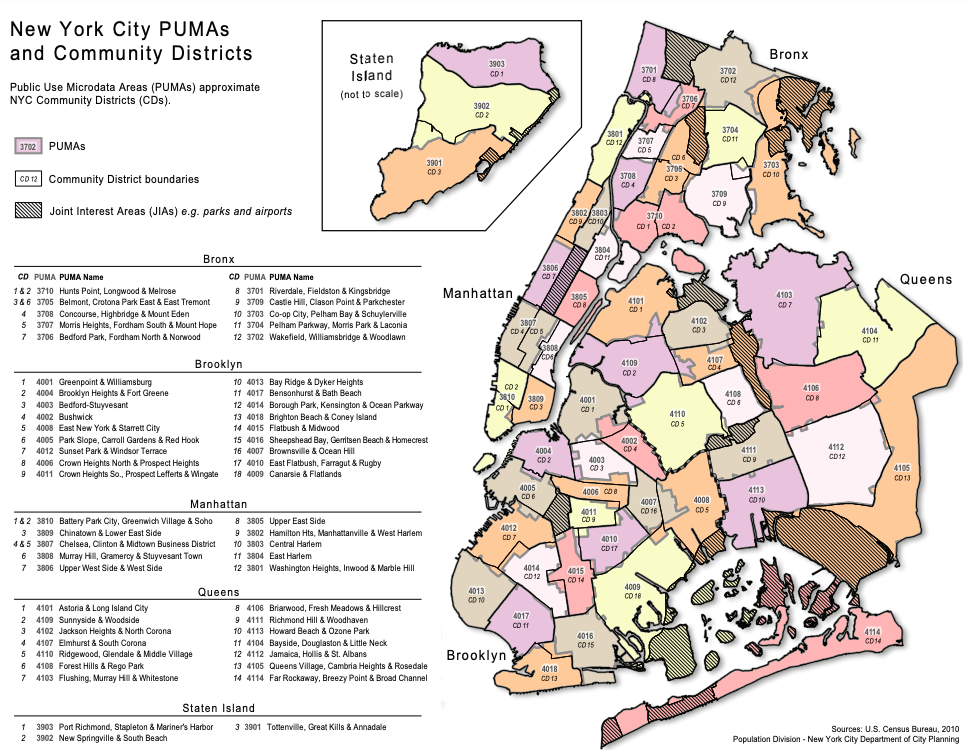 New York City PUMAs
and Community Districts
Public Use Microdata Areas (PUMAs) approximate
NYC Community Districts (CDs).
3702 PUMAs
CD 12 Community District boundaries
Joint Interest Areas (JIAs) e.g. parks and airports
Staten
Island
(not to scale)
3903
CD 1
3902
CD 2
3901
CD 3
Bronx
CD PUMA PUMA Name CD PUMA PUMA Name
1 & 2 3710 Hunts Point, Longwood & Melrose 8 3701 Riverdale, Fieldston & Kingsbridge
3 & 6 3705 Belmont, Crotona Park East & East Tremont 9 3709 Castle Hill, Clason Point & Parkchester
4 3708 Concourse, Highbridge & Mount Eden 10 3703 Co-op City, Pelham Bay & Schuylerville
5 3707 Morris Heights, Fordham South & Mount Hope 11 3704 Pelham Parkway, Morris Park & Laconia
7 3706 Bedford Park, Fordham North & Norwood 12 3702 Wakefield, Williamsbridge & Woodlawn
Brooklyn
1 4001 Greenpoint & Williamsburg 10 4013 Bay Ridge & Dyker Heights
2 4004 Brooklyn Heights & Fort Greene 11 4017 Bensonhurst & Bath Beach
3 4003 Bedford-Stuyvesant 12 4014 Borough Park, Kensington & Ocean Parkway
4 4002 Bushwick 13 4018 Brighton Beach & Coney Island
5 4008 East New York & Starrett City 14 4015 Flatbush & Midwood
6 4005 Park Slope, Carroll Gardens & Red Hook 15 4016 Sheepshead Bay, Gerritsen Beach & Homecrest
7 4012 Sunset Park & Windsor Terrace 16 4007 Brownsville & Ocean Hill
8 4006 Crown Heights North & Prospect Heights 17 4010 East Flatbush, Farragut & Rugby
9 4011 Crown Heights So., Prospect Lefferts & Wingate 18 4009 Canarsie & Flatlands
Manhattan
1 & 2 3810 Battery Park City, Greenwich Village & Soho 8 3805 Upper East Side
3 3809 Chinatown & Lower East Side 9 3802 Hamilton Hts, Manhattanville & West Harlem
4 & 5 3807 Chelsea, Clinton & Midtown Business District 10 3803 Central Harlem
6 3808 Murray Hill, Gramercy & Stuyvesant Town 11 3804 East Harlem
7 3806 Upper West Side & West Side 12 3801 Washington Heights, Inwood & Marble Hill
Queens
1 4101 Astoria & Long Island City 8 4106 Briarwood, Fresh Meadows & Hillcrest
2 4109 Sunnyside & Woodside 9 4111 Richmond Hill & Woodhaven
3 4102 Jackson Heights & North Corona 10 4113 Howard Beach & Ozone Park
4 4107 Elmhurst & South Corona 11 4104 Bayside, Douglaston & Little Neck
5 4110 Ridgewood, Glendale & Middle Village 12 4112 Jamaica, Hollis & St. Albans
6 4108 Forest Hills & Rego Park 13 4105 Queens Village, Cambria Heights & Rosedale
7 4103 Flushing, Murray Hill & Whitestone 14 4114 Far Rockaway, Breezy Point & Broad Channel
Staten Island
1 3903 Port Richmond, Stapleton & Mariner's Harbor 3 3901 Tottenville, Great Kills & Annadale
2 3902 New Springville & South Beach
Bronx
3701
CD 8
3702
CD 12
3706
CD 7
3801
CD 12
3707
CD 5
3704
CD 11
CD 6
3705
CD 3
3703
CD 10
3708
CD 4
3709
CD 9
3710
CD 1 CD 2
3802
CD 9
3803
CD10
3804
CD 11
Manhattan
3806
CD 7
3805
CD 8
3807
CD 4 CD 5
3808
CD6
CD 2
3810
CD 1
3809
CD 3
Queens
4101
CD 1
4103
CD 7
4102
CD 3
4104
CD 11
4109
CD 2
4107
CD 4
4108
CD 6
4106
CD 8
4110
CD 5
4111
CD 9
4112
CD 12
4105
CD13
4113
CD 10
4114
CD 14
4001
CD 1
4002
CD 4
4004
CD 2
4003
CD 3
4005
CD 6
4006 CD 8
4007
CD 16
4008
CD 5
4011
CD 9
4012
CD 7
4010
CD 17
4014
CD 12
4015
CD 14
4009
CD 18
4013
CD 10
4017
CD 11
4016
CD 15
Brooklyn
4018
CD 13
Sources: U.S. Census Bureau, 2010
Population Division - New York City Department of City Planning